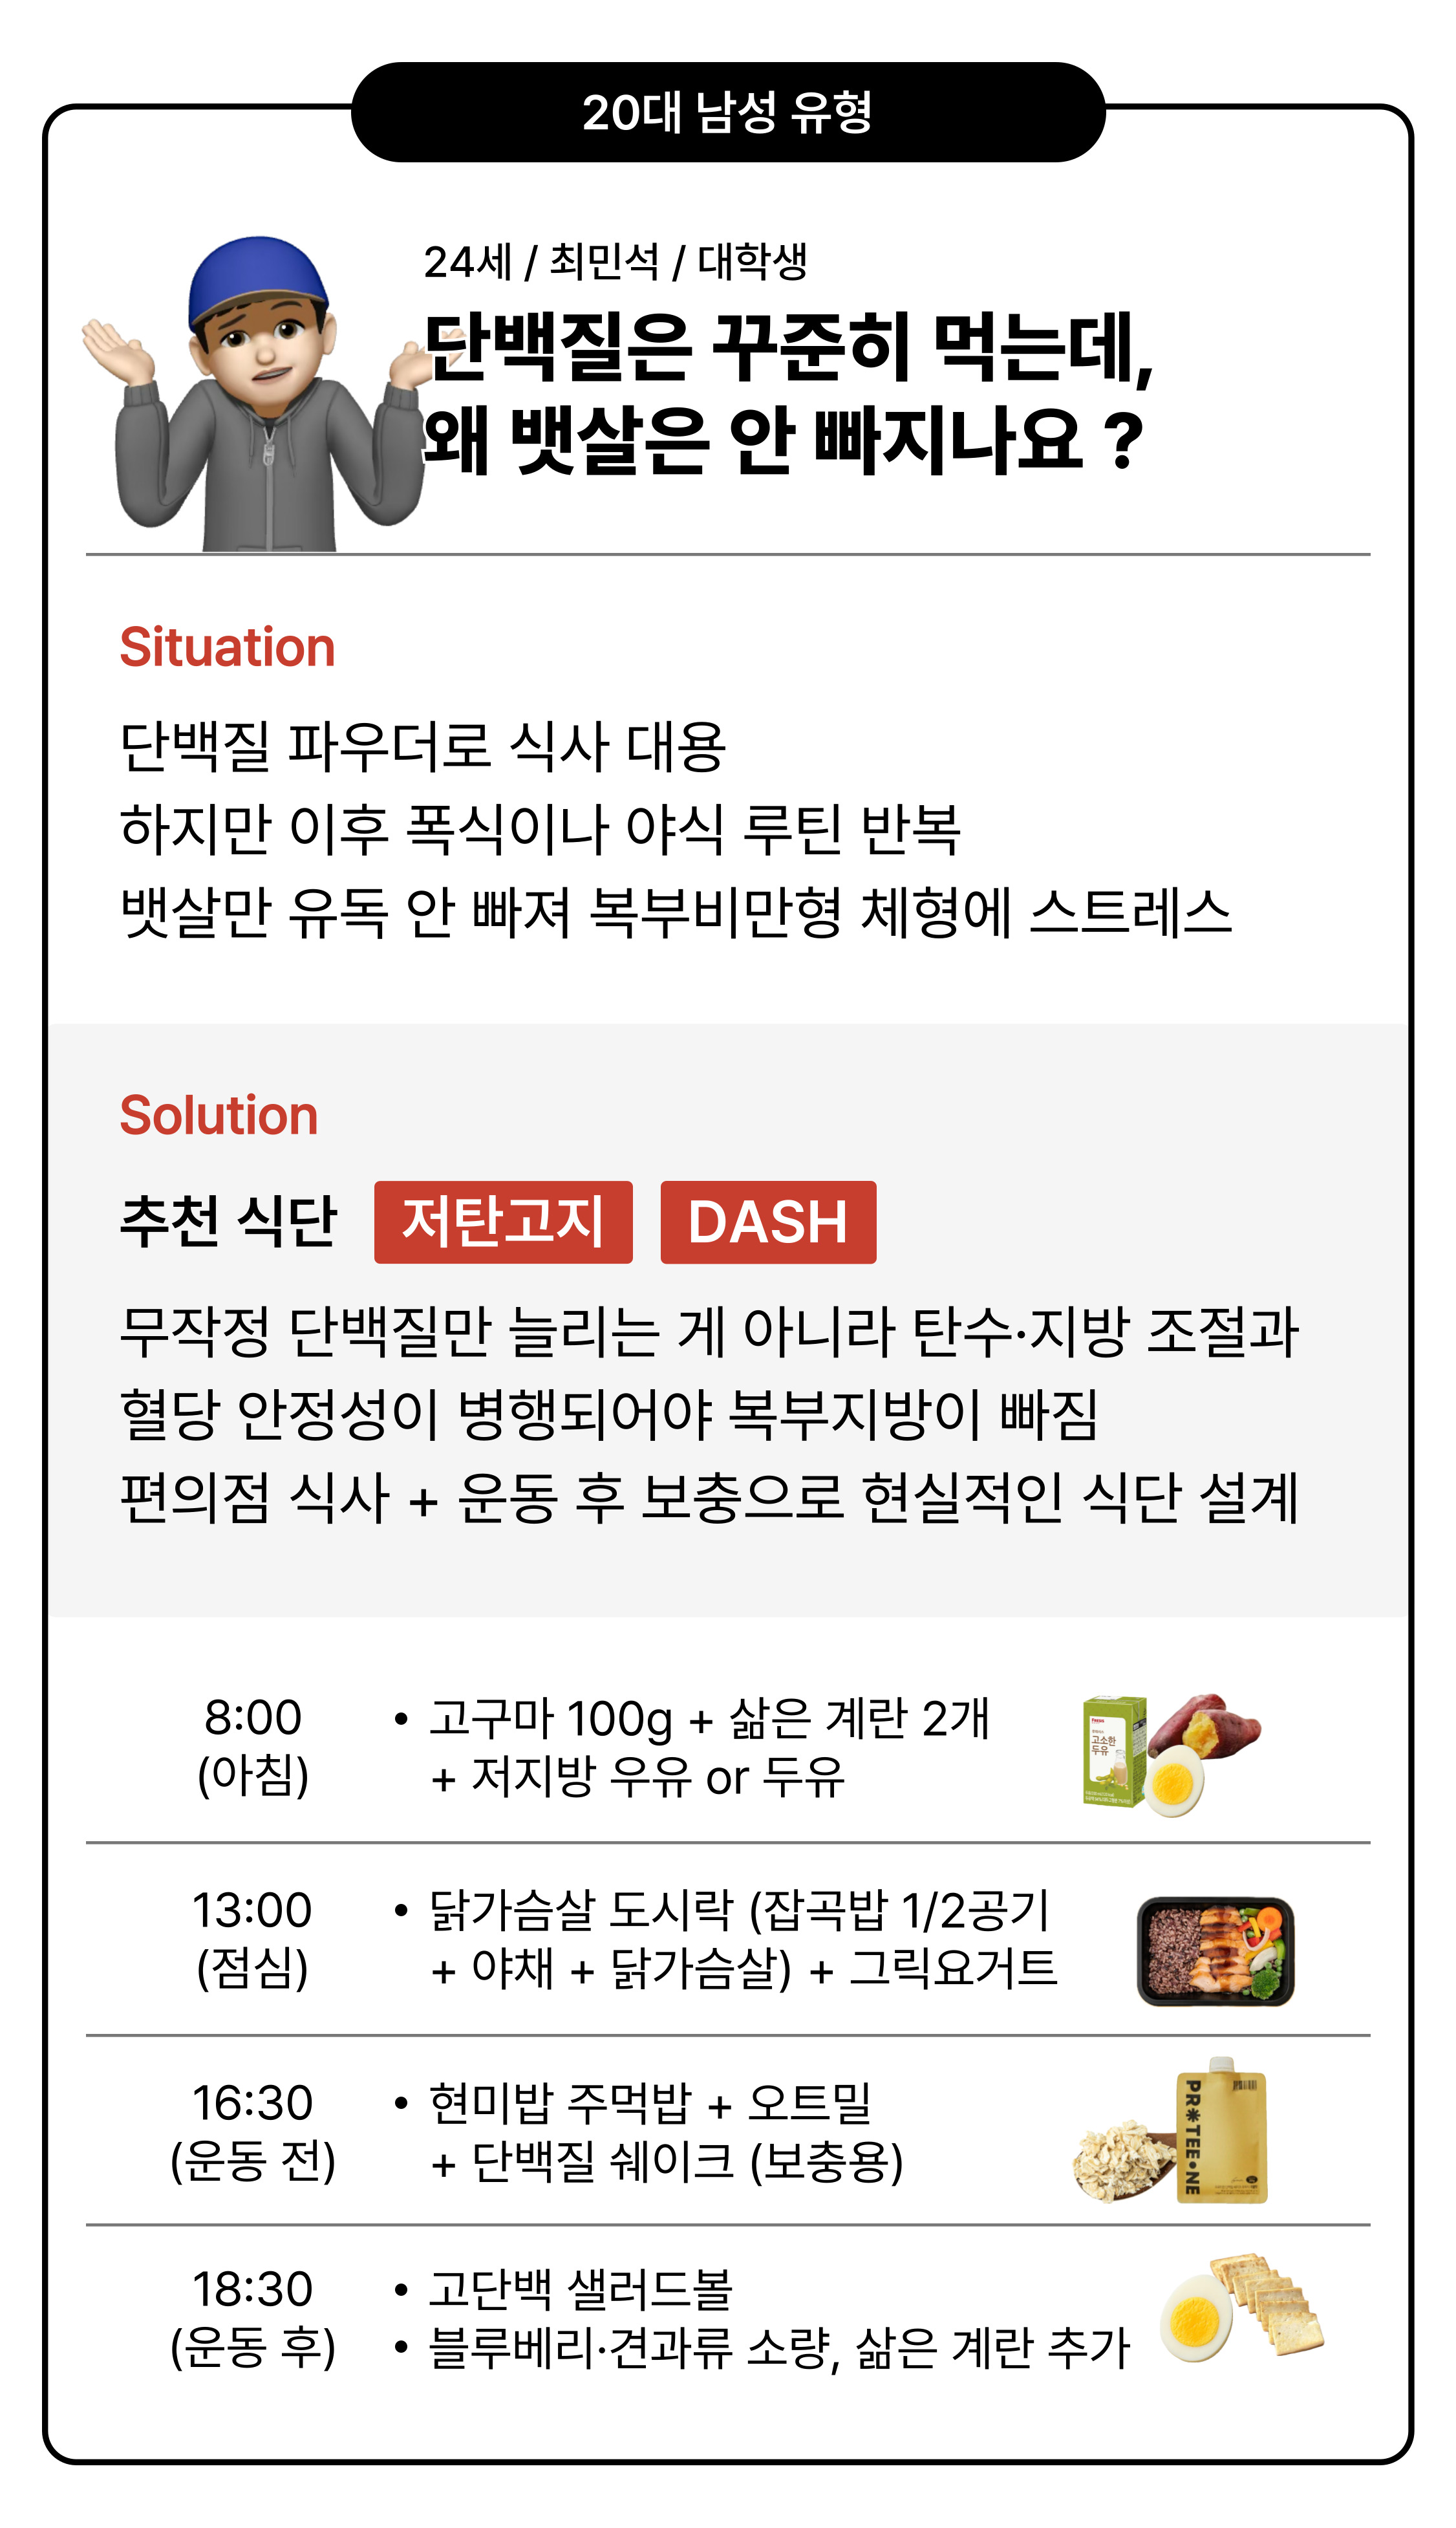 20대 남성 유형
24세 / 최민석 / 대학생
단백질은 꾸준히 먹는데,
왜 뱃살은 안 빠지나요 ?
Situation
단백질 파우더로 식사 대용
하지만 이후 폭식이나 야식 루틴 반복
뱃살만 유독 안 빠져 복부비만형 체형에 스트레스
Solution
추천 식단 저탄고지 DASH
무작정 단백질만 늘리는 게 아니라 탄수·지방 조절과
혈당 안정성이 병행되어야 복부지방이 빠짐
편의점 식사 + 운동 후 보충으로 현실적인 식단 설계
8:00
(아침)
• 고구마 100g + 삶은 계란 2개
+ 저지방 우유 or 두유
고소한
두유
13:00
(점심)
• 닭가슴살 도시락 (잡곡밥 1/2공기
+ 야채 + 닭가슴살) + 그릭요거트
16:30
(운동 전)
• 현미밥 주먹밥 + 오트밀
+ 단백질 쉐이크 (보충용)
PR*TEE•NE
18:30
(운동 후)
• 고단백 샐러드볼
• 블루베리·견과류 소량, 삶은 계란 추가